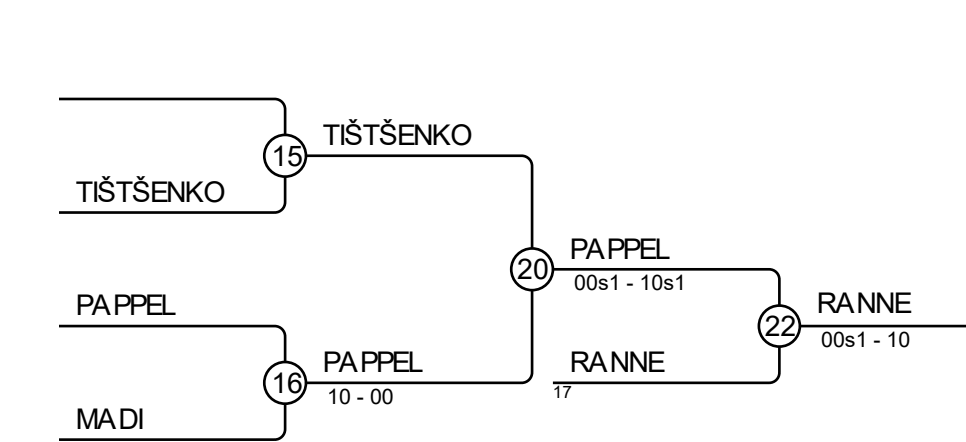 TIŠTŠENKO
15
TIŠTŠENKO
PAPPEL
20
00s1 - 10s1
PAPPEL
RANNE
22
00s1 - 10
PAPPEL
16
10 - 00
RANNE
17
MADI